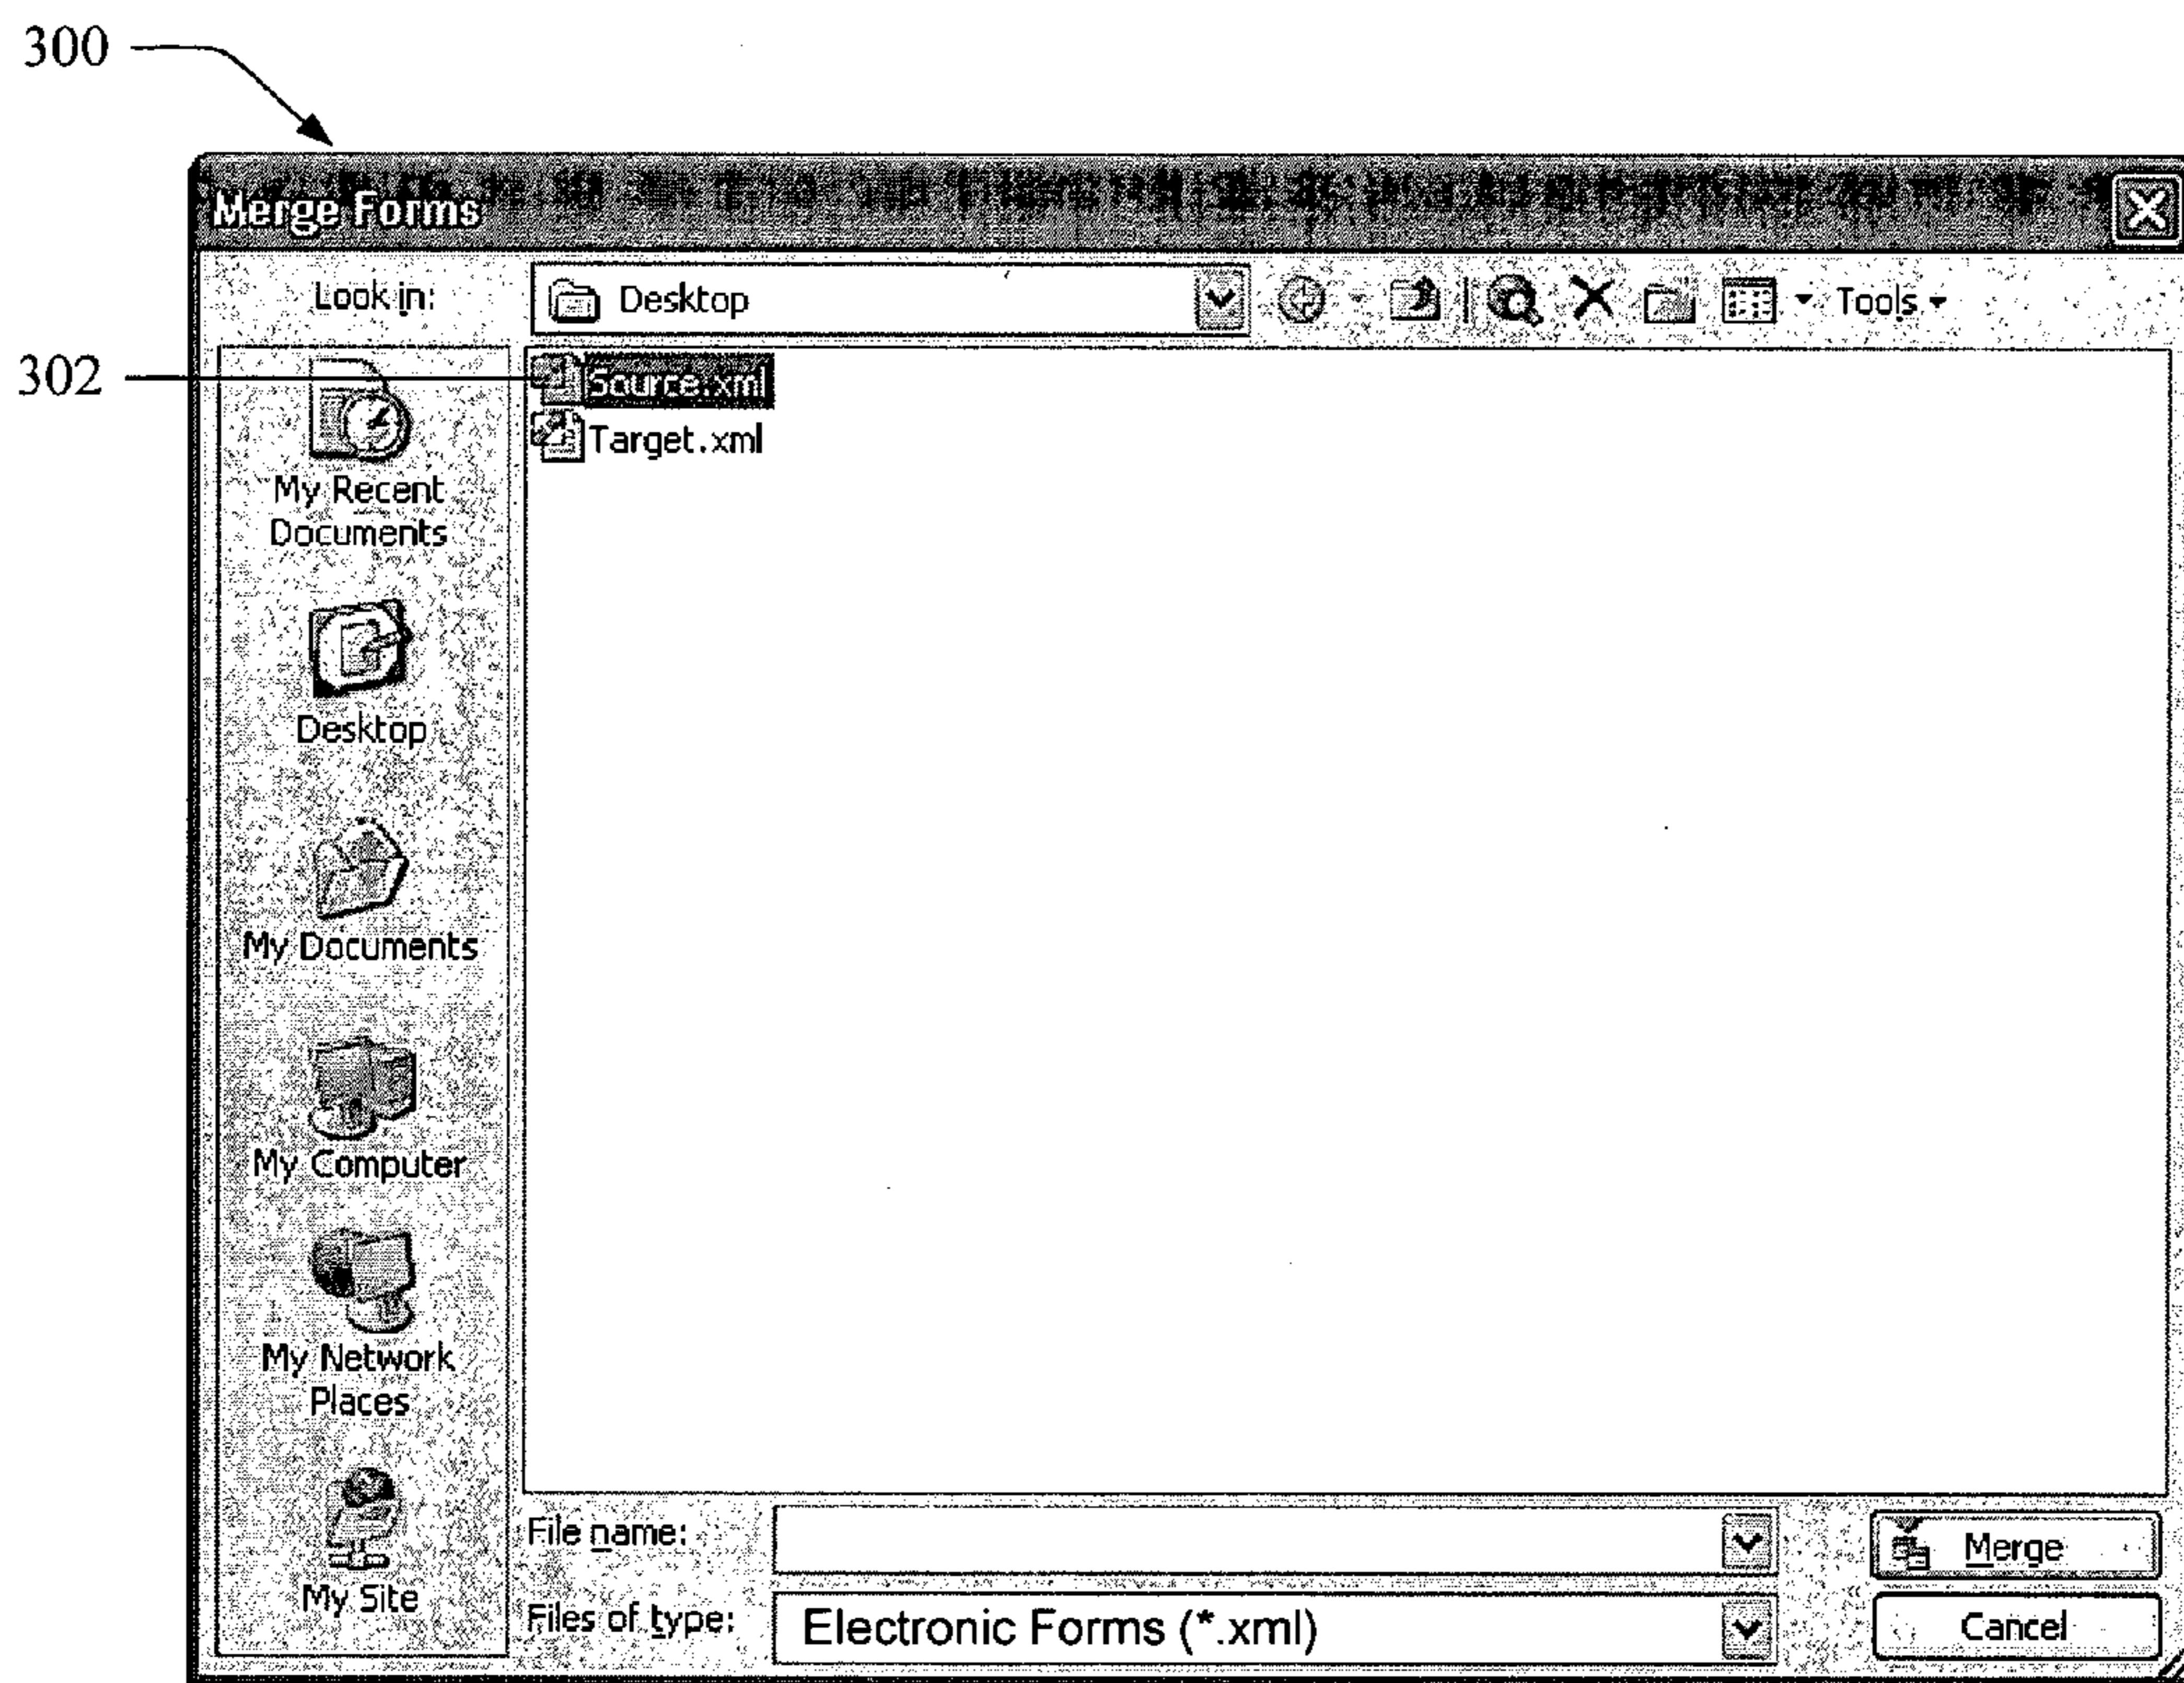 300
Merge Forms
Look in:
Desktop
Tools
302
Source.xml
Target.xml
My Recent
Documents
Desktop
My Documents
My Computer
My Network
Places
My Site
File name:
Merge
Files of type:
Electronic Forms (*.xml)
Cancel